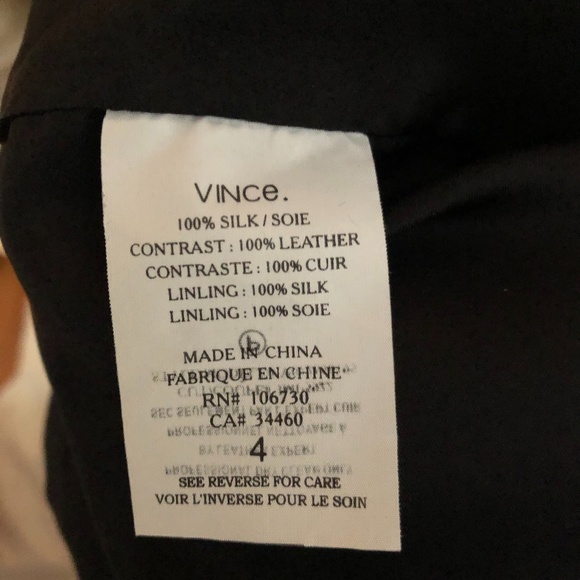 VINCE.
100% SILK / SOIE
CONTRAST : 100% LEATHER
CONTRASTE : 100% CUIR
LINLING : 100% SILK
LINLING : 100% SOIE
MADE IN CHINA
FABRIQUE EN CHINE
RN# 106730
CA# 34460
4
SEE REVERSE FOR CARE
VOIR L'INVERSE POUR LE SOIN